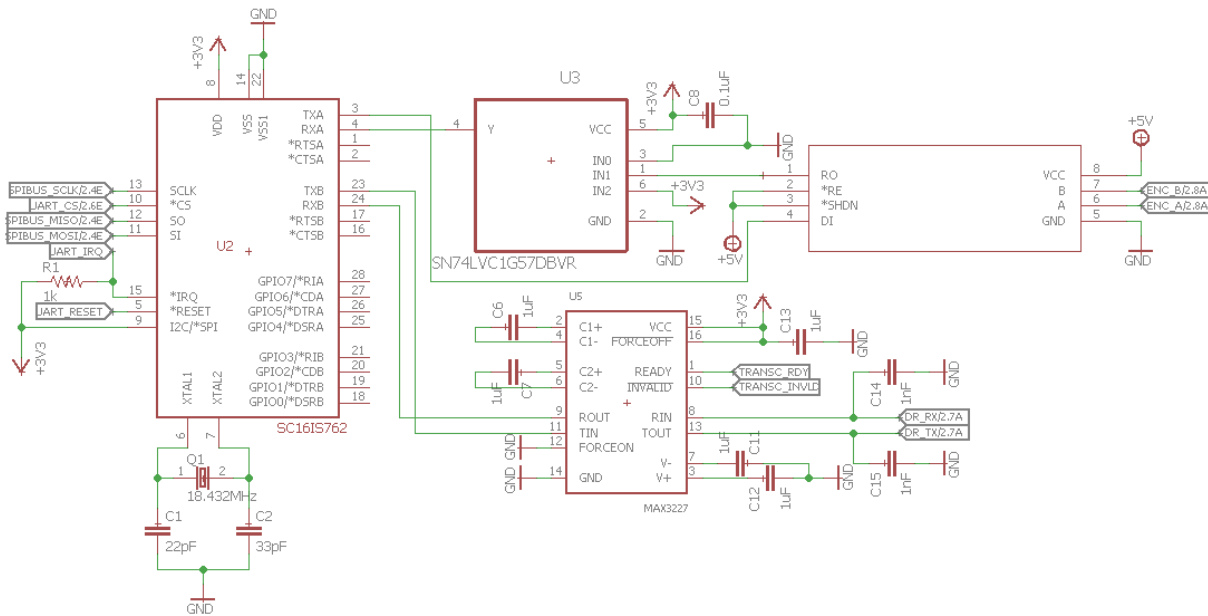 GND
+3V3
8
14
22
VDD
VSS
VSS1
TXA 3
RXA 4
*RTSA 1
*CTSA 2
TXB 23
RXB 24
*RTSB 17
*CTSB 16
GPIO7/*RIA 28
GPIO6/*CDA 27
GPIO5/*DTRA 26
GPIO4/*DSRA 25
GPIO3/*RIB 21
GPIO2/*CDB 20
GPIO1/*DTRB 19
GPIO0/*DSRB 18
SPIBUS_SCLK/2.4E 13 SCLK
UART_CS/2.6E 10 *CS
SPIBUS_MISO/2.4E 12 SO
SPIBUS_MOSI/2.4E 11 SI
UART_IRQ
U2
R1
1k
15 *IRQ
UART_RESET 5 *RESET
9 I2C/*SPI
+3V3
XTAL1
XTAL2
SC16IS762
6
7
Q1
1 2
18.432MHz
C1
22pF
C2
33pF
GND
U3
4 Y
VCC 5
IN0 3
IN1 1
IN2 6
GND 2
SN74LVC1G57DBVR
+3V3
C8
0.1uF
GND
+3V3
GND
+5V
+5V
1 RO
2 *RE
3 *SHDN
4 DI
VCC 8
B 7 ENC_B/2.8A
A 6 ENC_A/2.8A
GND 5
GND
U5
C6
1uF
C7
1uF
2 C1+
4 C1-
5 C2+
6 C2-
9 ROUT
11 TIN
GND 12 FORCEON
GND 14 GND
VCC 15
FORCEOFF 16
READY 1 TRANSC_RDY
INVALID 10 TRANSC_INVLD
RIN 8 DR_RX/2.7A
TOUT 13 DR_TX/2.7A
V- 7
V+ 3
MAX3227
+3V3
C13
1uF
GND
C14
1nF
GND
C11
1uF
C12
1uF
GND
C15
1nF
GND